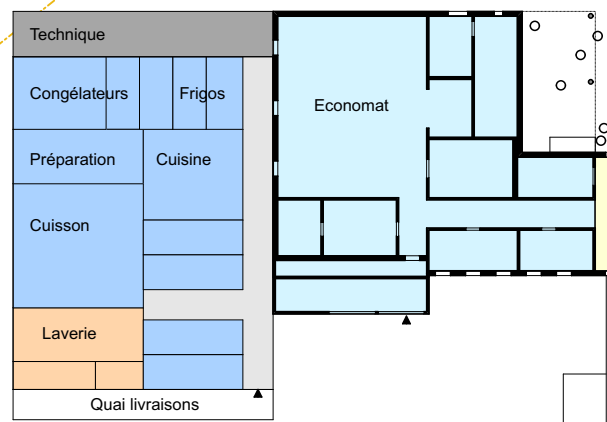 Technique
Congélateurs
Frigos
Economat
Préparation
Cuisine
Cuisson
Laverie
Quai livraisons